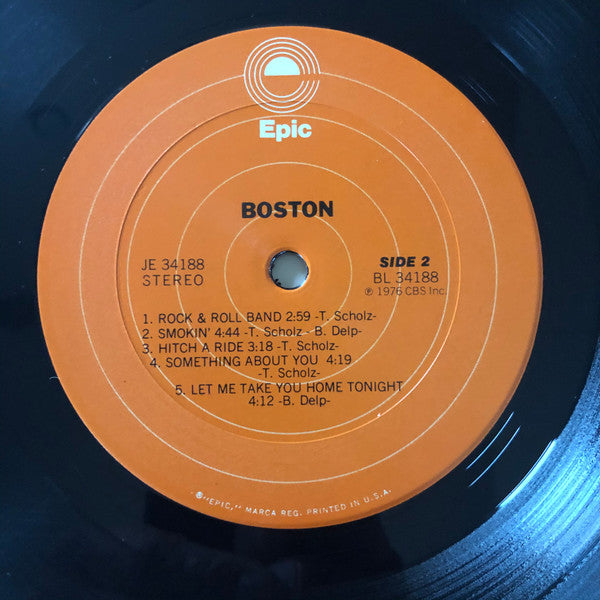 Epic
BOSTON
JE 34188
STEREO
SIDE 2
BL 34188
℗ 1976 CBS Inc.
1. ROCK & ROLL BAND 2:59 -T. Scholz-
2. SMOKIN' 4:44 -T. Scholz - B. Delp-
3. HITCH A RIDE 3:18 -T. Scholz-
4. SOMETHING ABOUT YOU 4:19
-T. Scholz-
5. LET ME TAKE YOU HOME TONIGHT
4:12 -B. Delp-
® "EPIC," MARCA REG. PRINTED IN U.S.A.